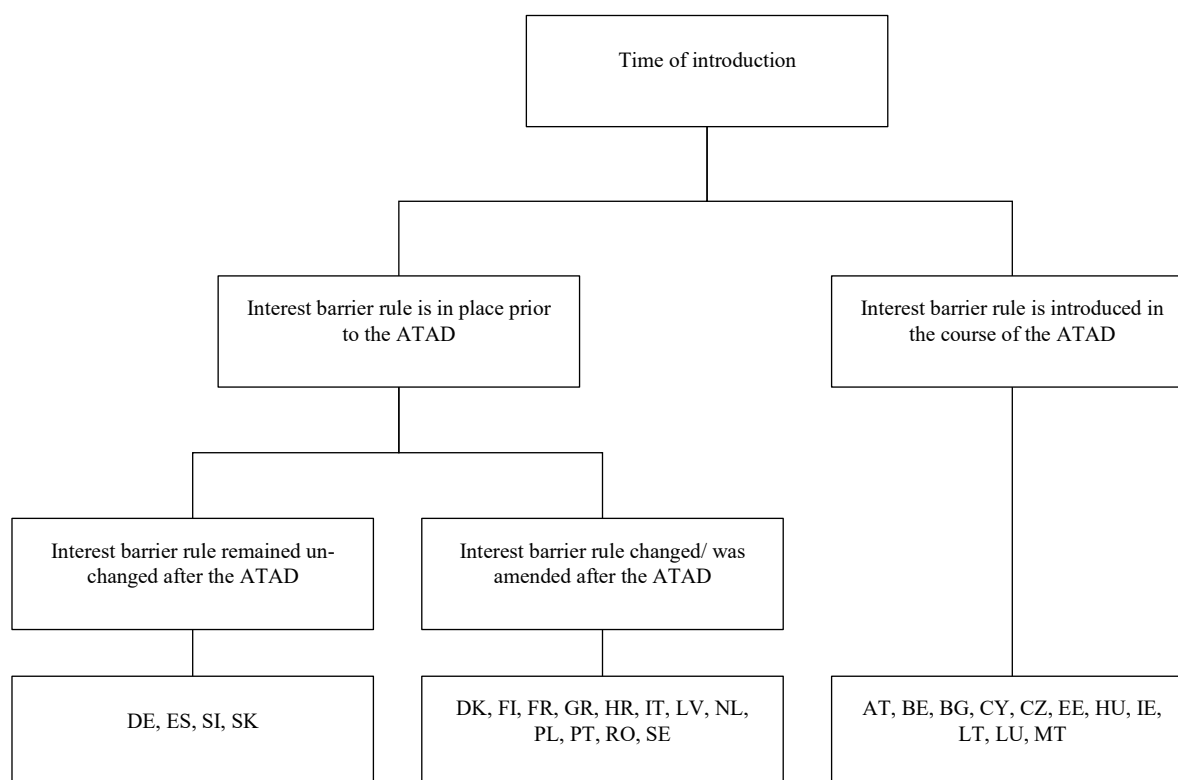 Time of introduction
Interest barrier rule is in place prior
to the ATAD
Interest barrier rule is introduced in
the course of the ATAD
Interest barrier rule remained un-
changed after the ATAD
Interest barrier rule changed/ was
amended after the ATAD
DE, ES, SI, SK
DK, FI, FR, GR, HR, IT, LV, NL,
PL, PT, RO, SE
AT, BE, BG, CY, CZ, EE, HU, IE,
LT, LU, MT